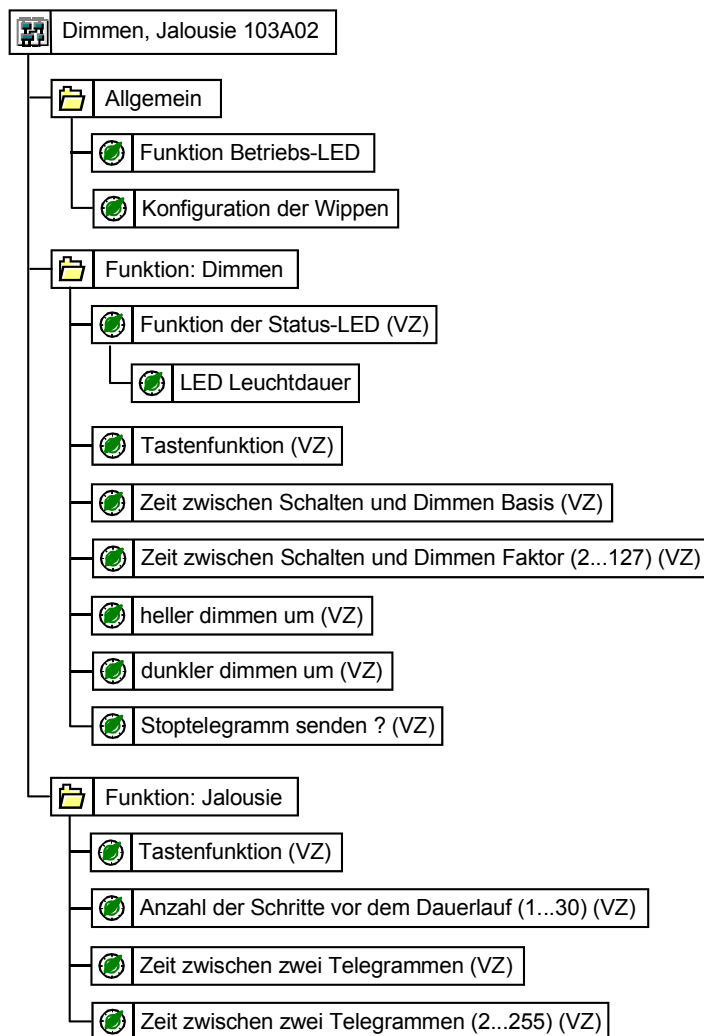 Dimmen, Jalousie 103A02
Allgemein
Funktion Betriebs-LED
Konfiguration der Wippen
Funktion: Dimmen
Funktion der Status-LED (VZ)
LED Leuchtdauer
Tastenfunktion (VZ)
Zeit zwischen Schalten und Dimmen Basis (VZ)
Zeit zwischen Schalten und Dimmen Faktor (2...127) (VZ)
heller dimmen um (VZ)
dunkler dimmen um (VZ)
Stoptelegramm senden ? (VZ)
Funktion: Jalousie
Tastenfunktion (VZ)
Anzahl der Schritte vor dem Dauerlauf (1...30) (VZ)
Zeit zwischen zwei Telegrammen (VZ)
Zeit zwischen zwei Telegrammen (2...255) (VZ)